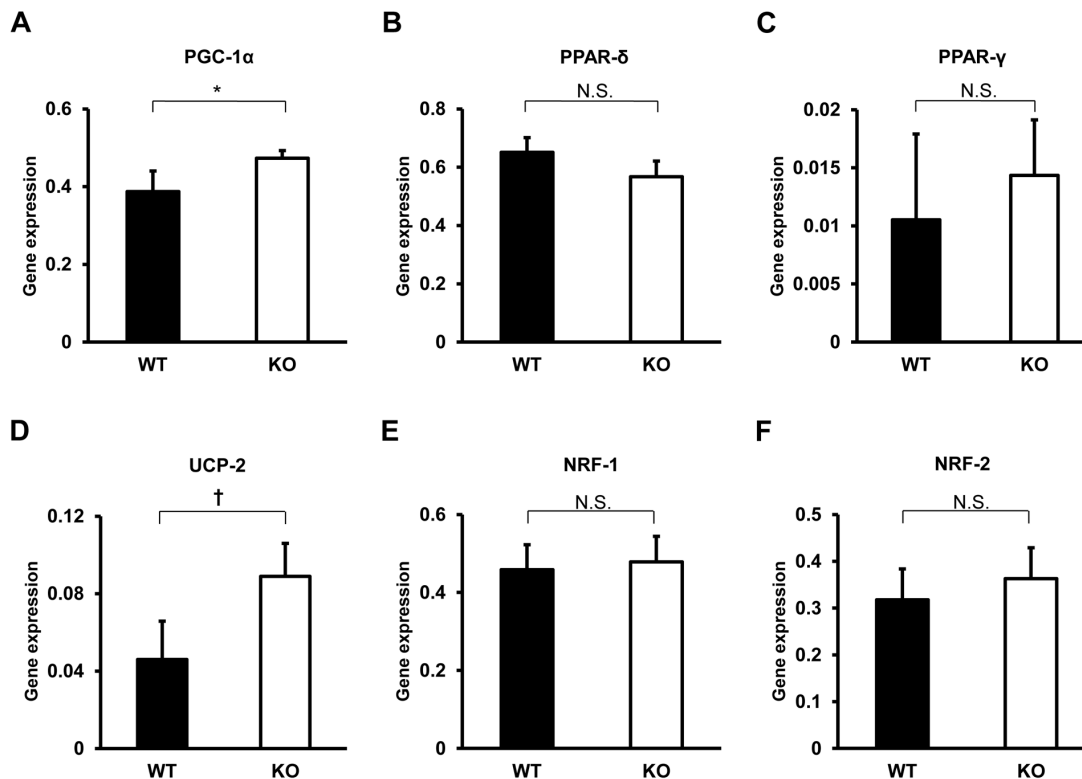 A
PGC-1α
*
Gene expression
0.6
0.4
0.2
0
WT KO
B
PPAR-δ
N.S.
Gene expression
0.8
0.6
0.4
0.2
0
WT KO
C
PPAR-γ
N.S.
Gene expression
0.02
0.015
0.01
0.005
0
WT KO
D
UCP-2
†
Gene expression
0.12
0.08
0.04
0
WT KO
E
NRF-1
N.S.
Gene expression
0.6
0.4
0.2
0
WT KO
F
NRF-2
N.S.
Gene expression
0.5
0.4
0.3
0.2
0.1
0
WT KO